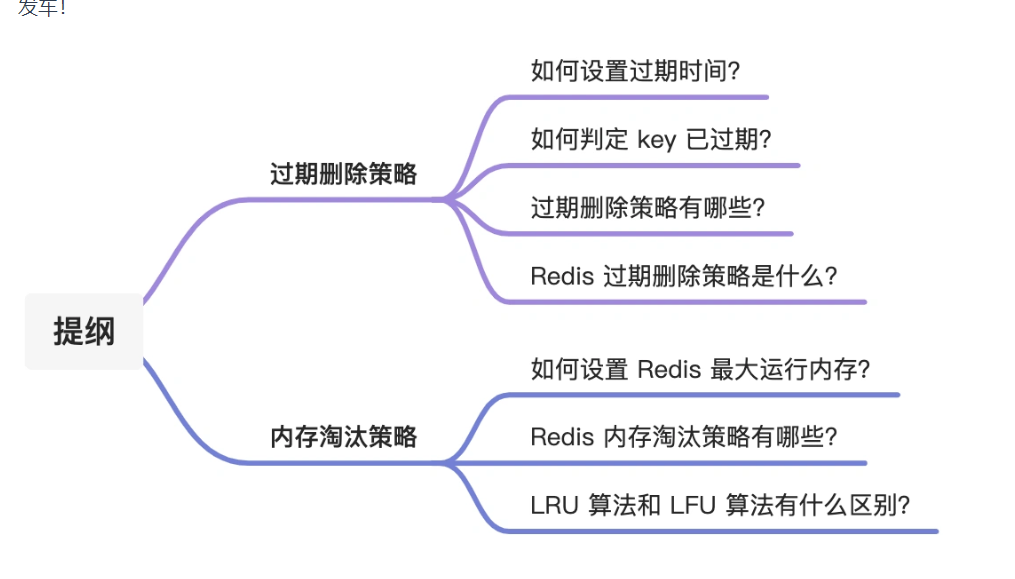 发车！
如何设置过期时间？
如何判定 key 已过期？
过期删除策略
过期删除策略有哪些？
Redis 过期删除策略是什么？
提纲
如何设置 Redis 最大运行内存？
内存淘汰策略
Redis 内存淘汰策略有哪些？
LRU 算法和 LFU 算法有什么区别？